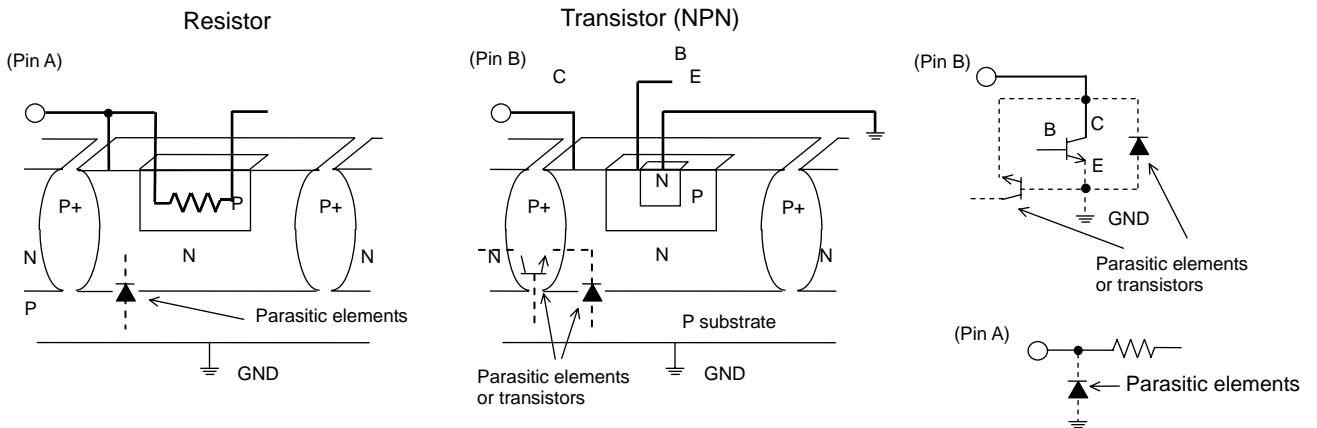 Resistor
(Pin A)
P+
P
P+
N
N
N
P
Parasitic elements
GND
Transistor (NPN)
(Pin B)
C
B
E
N
P+
P
P+
N
N
N
P substrate
Parasitic elements
or transistors
GND
(Pin B)
B
C
E
GND
Parasitic elements
or transistors
(Pin A)
Parasitic elements